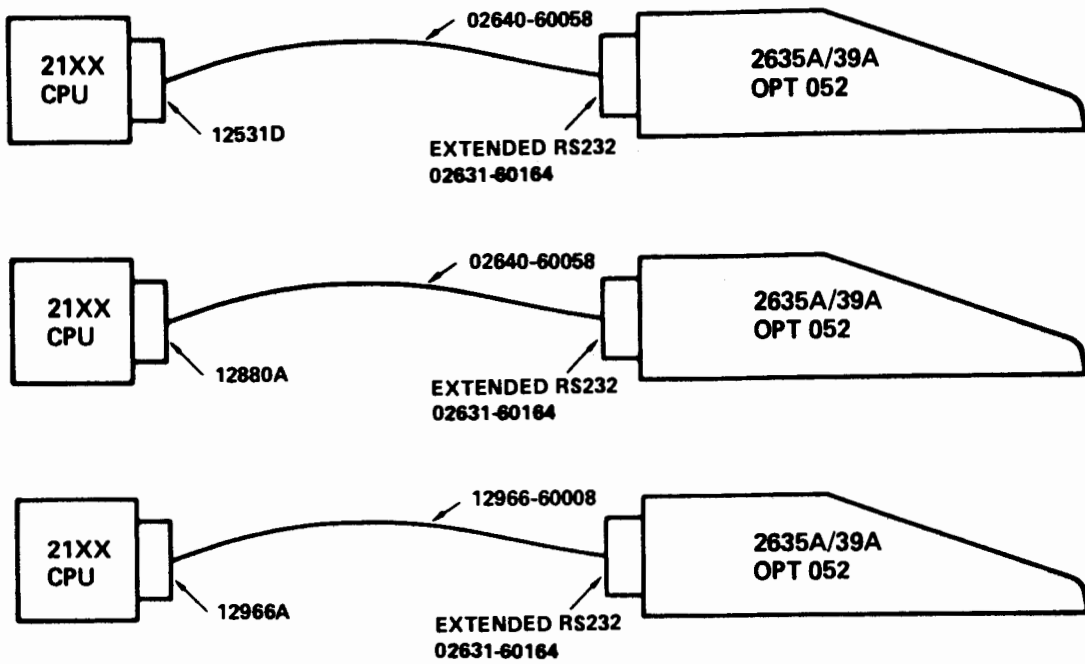 02640-60058
21XX
CPU
2635A/39A
OPT 052
12531D
EXTENDED RS232
02631-60164
02640-60058
21XX
CPU
2635A/39A
OPT 052
12880A
EXTENDED RS232
02631-60164
12966-60008
21XX
CPU
2635A/39A
OPT 052
12966A
EXTENDED RS232
02631-60164